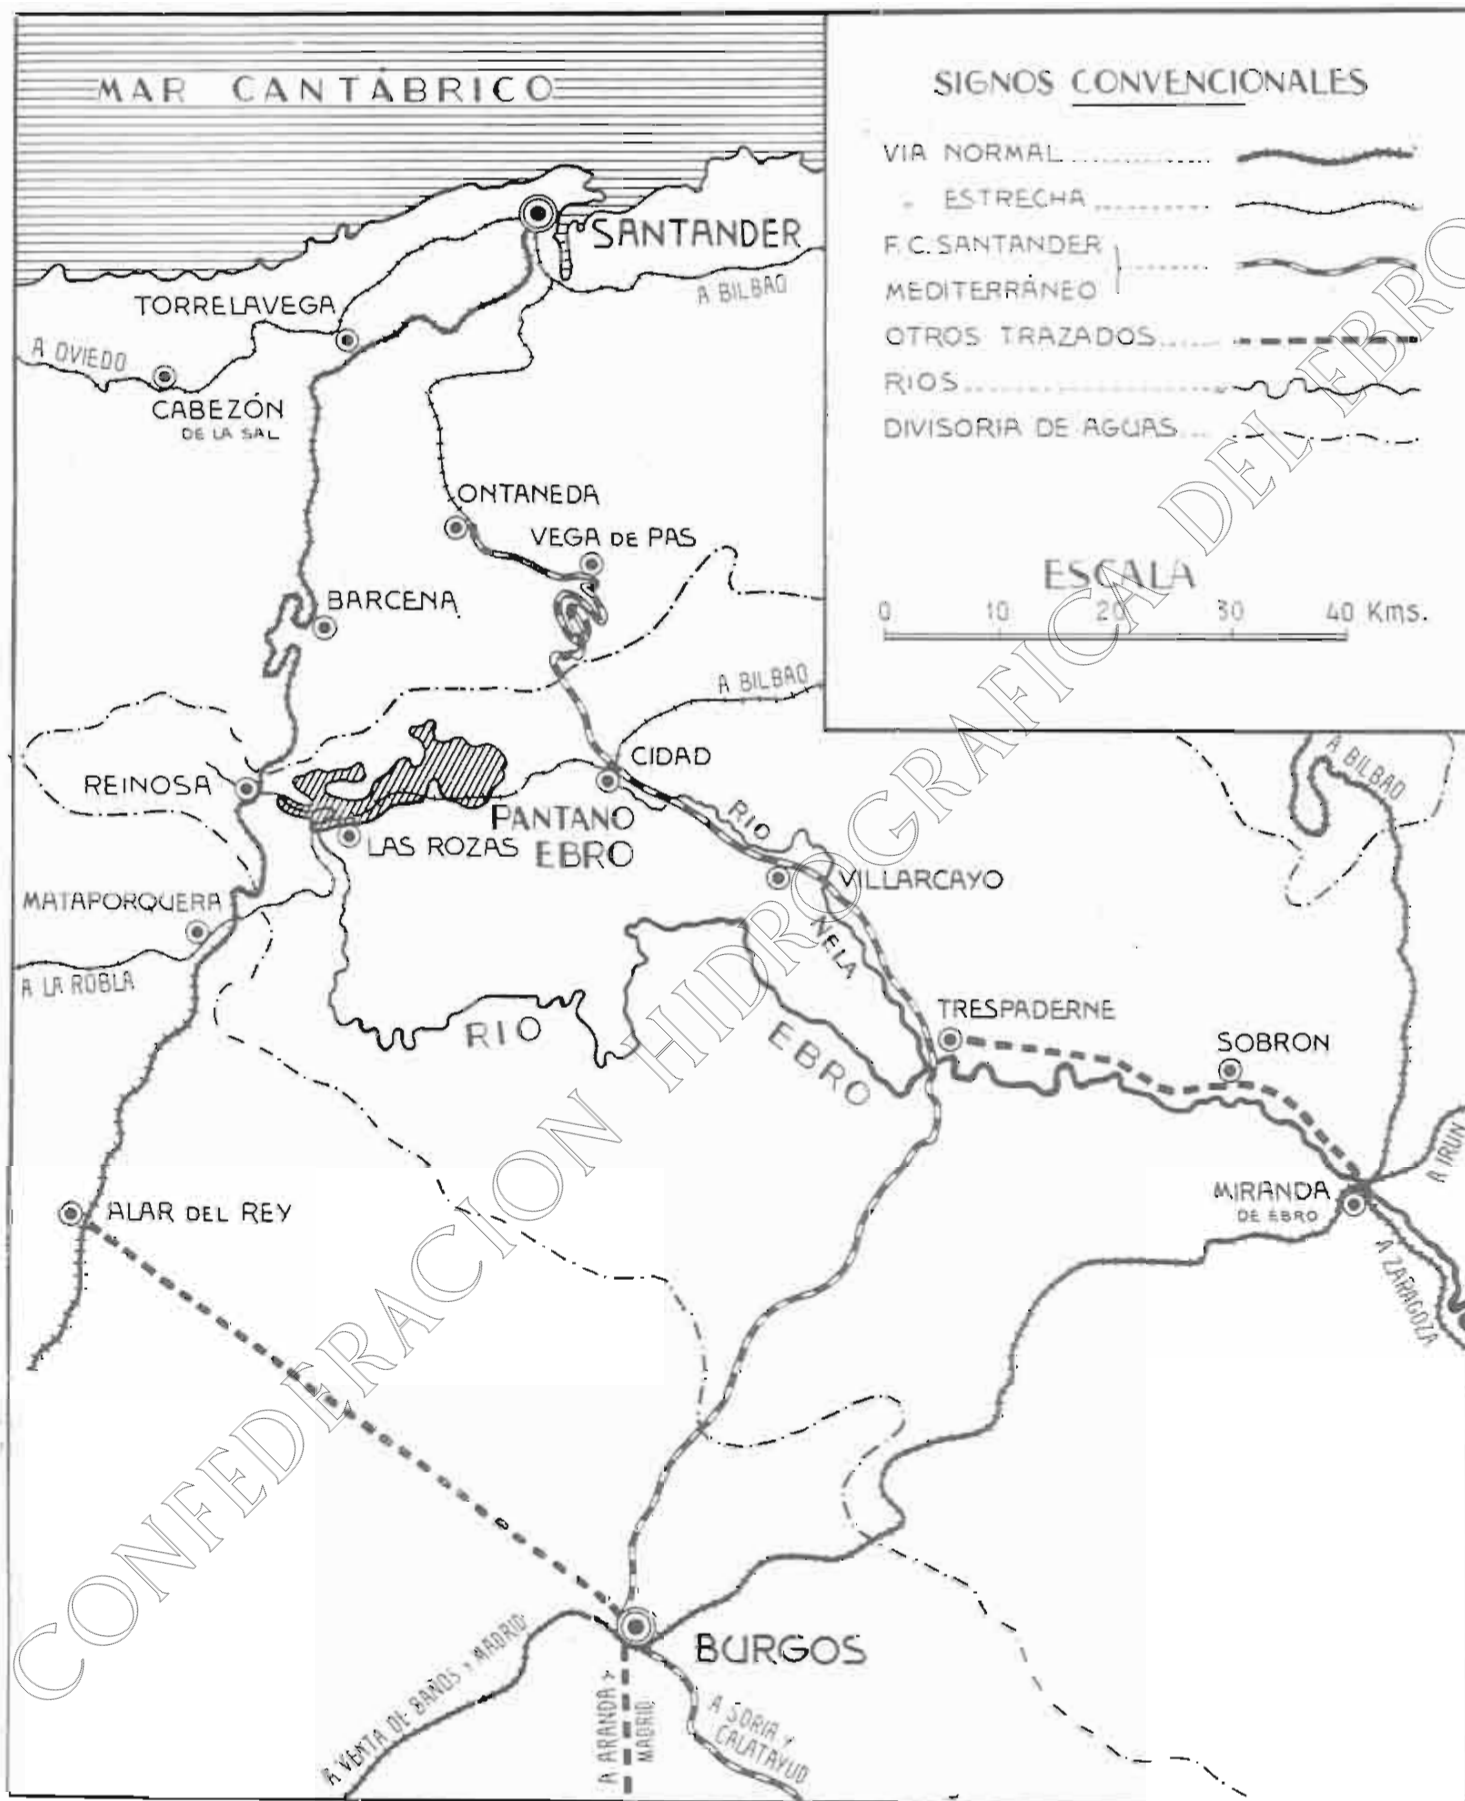 MAR CANTÁBRICO
SIGNOS CONVENCIONALES
VIA NORMAL
" ESTRECHA
F.C. SANTANDER
MEDITERRÁNEO
OTROS TRAZADOS
RIOS
DIVISORIA DE AGUAS
ESCALA
0 10 20 30 40 Kms.
SANTANDER
A BILBAO
TORRELAVEGA
A OVIEDO
CABEZÓN
DE LA SAL
ONTANEDA
VEGA DE PAS
BARCENA
A BILBAO
CIDAD
A BILBAO
REINOSA
PANTANO
EBRO
LAS ROZAS
RIO
NELA
VILLARCAYO
MATAPORQUERA
A LA ROBLA
RIO
EBRO
TRESPADERNE
SOBRON
A IRUN
MIRANDA
DE EBRO
A ZARAGOZA
ALAR DEL REY
BURGOS
A VENTA DE BAÑOS Y MADRID
A ARANDA Y
MADRID
A SORIA Y
CALATAYUD
CONFEDERACION HIDROGRAFICA DEL EBRO